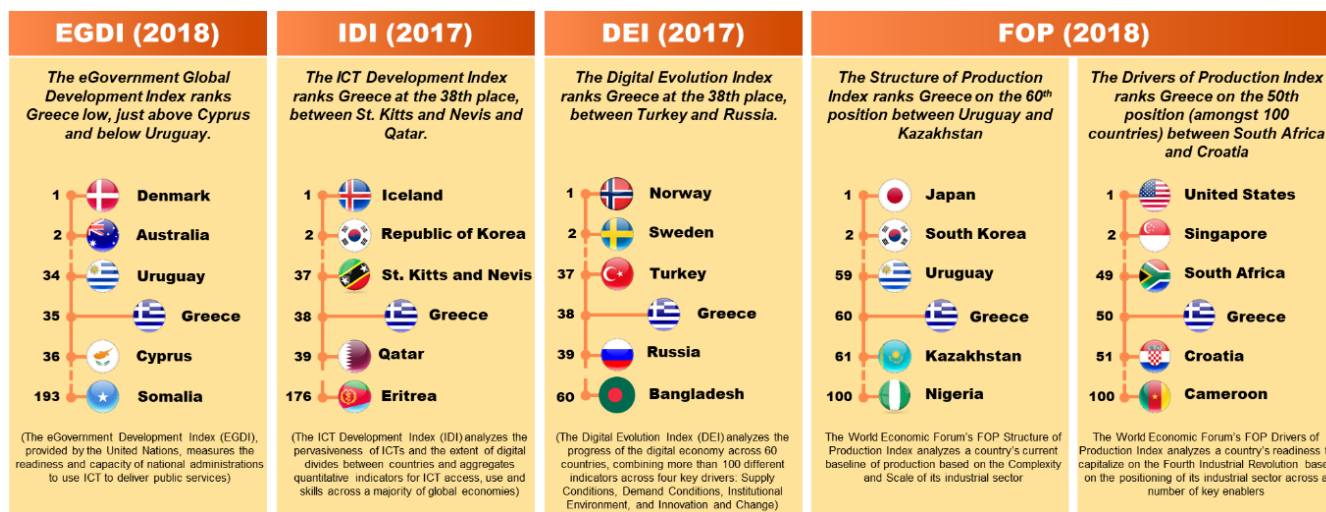 EGDI (2018)
The eGovernment Global
Development Index ranks
Greece low, just above Cyprus
and below Uruguay.
1 Denmark
2 Australia
34 Uruguay
35 Greece
36 Cyprus
193 Somalia
(The eGovernment Development Index (EGDI),
provided by the United Nations, measures the
readiness and capacity of national administrations
to use ICT to deliver public services)
IDI (2017)
The ICT Development Index
ranks Greece at the 38th place,
between St. Kitts and Nevis and
Qatar.
1 Iceland
2 Republic of Korea
37 St. Kitts and Nevis
38 Greece
39 Qatar
176 Eritrea
(The ICT Development Index (IDI) analyzes the
pervasiveness of ICTs and the extent of digital
divides between countries and aggregates
quantitative indicators for ICT access, use and
skills across a majority of global economies)
DEI (2017)
The Digital Evolution Index
ranks Greece at the 38th place,
between Turkey and Russia.
1 Norway
2 Sweden
37 Turkey
38 Greece
39 Russia
60 Bangladesh
(The Digital Evolution Index (DEI) analyzes the
progress of the digital economy across 60
countries, combining more than 100 different
indicators across four key drivers: Supply
Conditions, Demand Conditions, Institutional
Environment, and Innovation and Change)
FOP (2018)
The Structure of Production
Index ranks Greece on the 60th
position between Uruguay and
Kazakhstan
1 Japan
2 South Korea
59 Uruguay
60 Greece
61 Kazakhstan
100 Nigeria
The World Economic Forum's FOP Structure of
Production Index analyzes a country's current
baseline of production based on the Complexity
and Scale of its industrial sector
The Drivers of Production Index
ranks Greece on the 50th
position (amongst 100
countries) between South Africa
and Croatia
1 United States
2 Singapore
49 South Africa
50 Greece
51 Croatia
100 Cameroon
The World Economic Forum's FOP Drivers of
Production Index analyzes a country's readiness
capitalize on the Fourth Industrial Revolution
on the positioning of its industrial sector across
number of key enablers